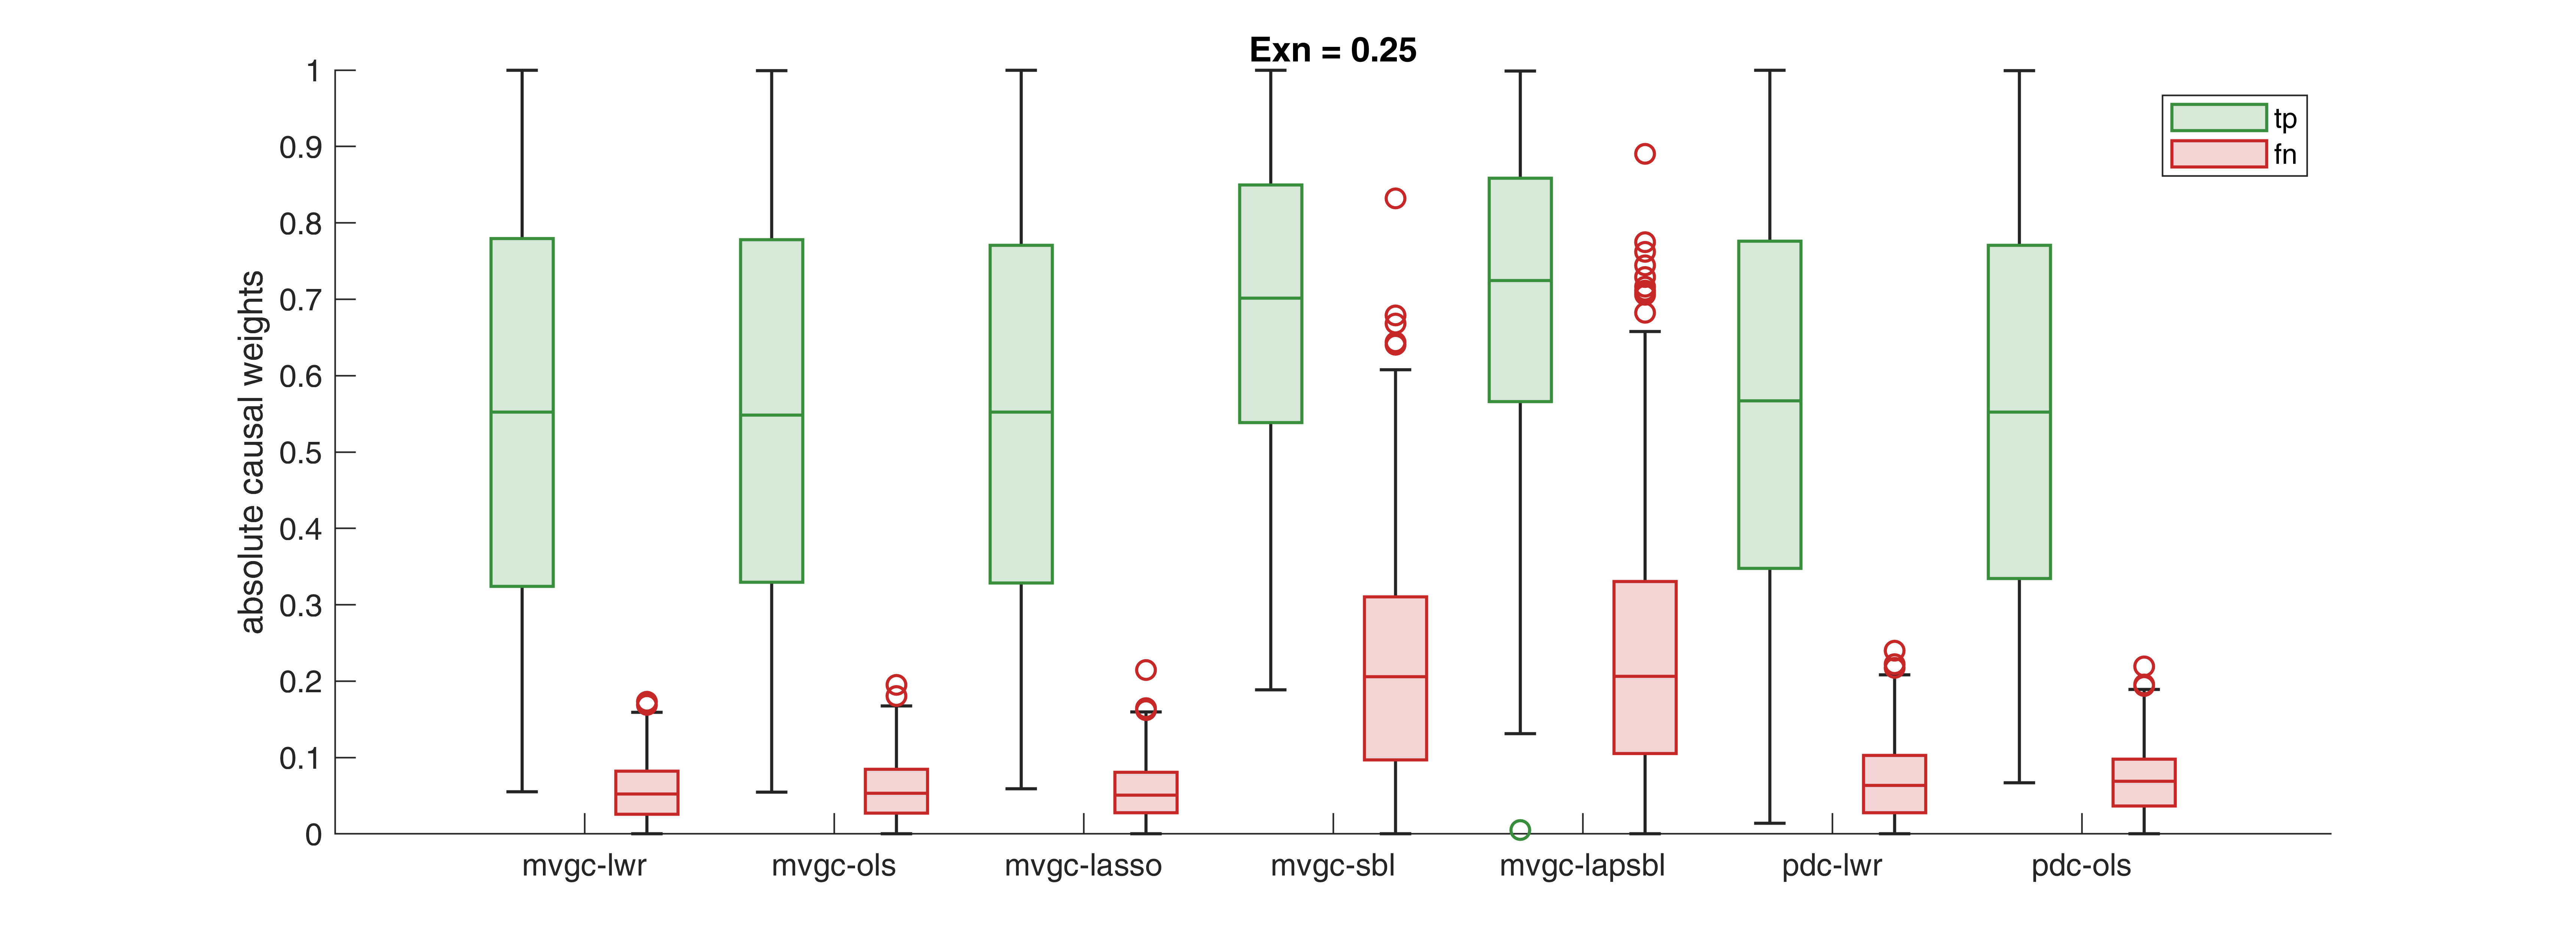 Exn = 0.25
1
0.9
0.8
0.7
0.6
0.5
0.4
0.3
0.2
0.1
0
absolute causal weights
tp
fn
mvgc-lwr mvgc-ols mvgc-lasso mvgc-sbl mvgc-lapsbl pdc-lwr pdc-ols